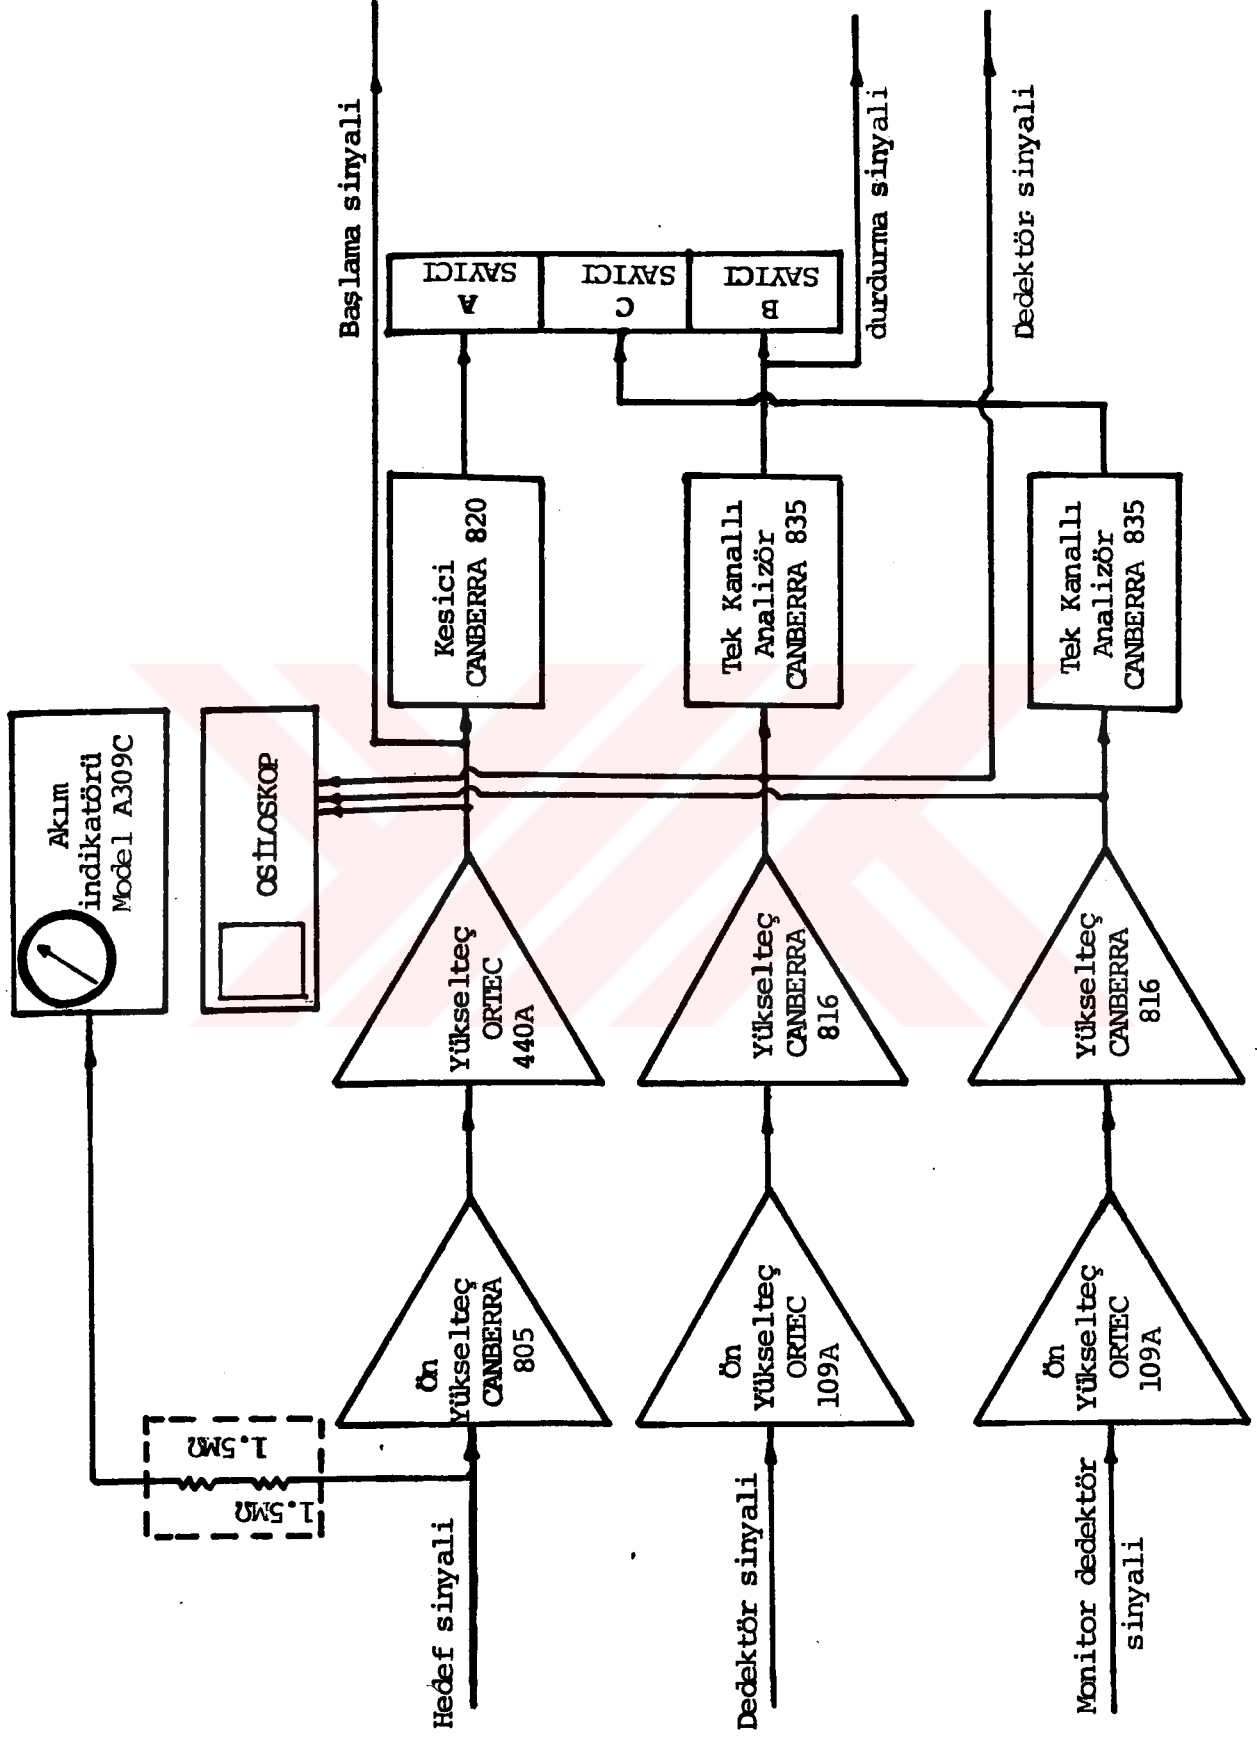 Akım
indikatörü
Model A309C
OSİLOSKOP
1.5MΩ
1.5MΩ
Hedef sinyali
Ön
Yükselteç
CANBERRA
805
Yükselteç
ORTEC
440A
Kesici
CANBERRA 820
Başlama sinyali
A
SAYICI
C
SAYICI
B
SAYICI
Dedektör sinyali
Ön
Yükselteç
ORTEC
109A
Yükselteç
CANBERRA
816
Tek Kanallı
Analizör
CANBERRA 835
durdurma sinyali
Monitor dedektör
sinyali
Ön
Yükselteç
ORTEC
109A
Yükselteç
CANBERRA
816
Tek Kanallı
Analizör
CANBERRA 835
Dedektör sinyali